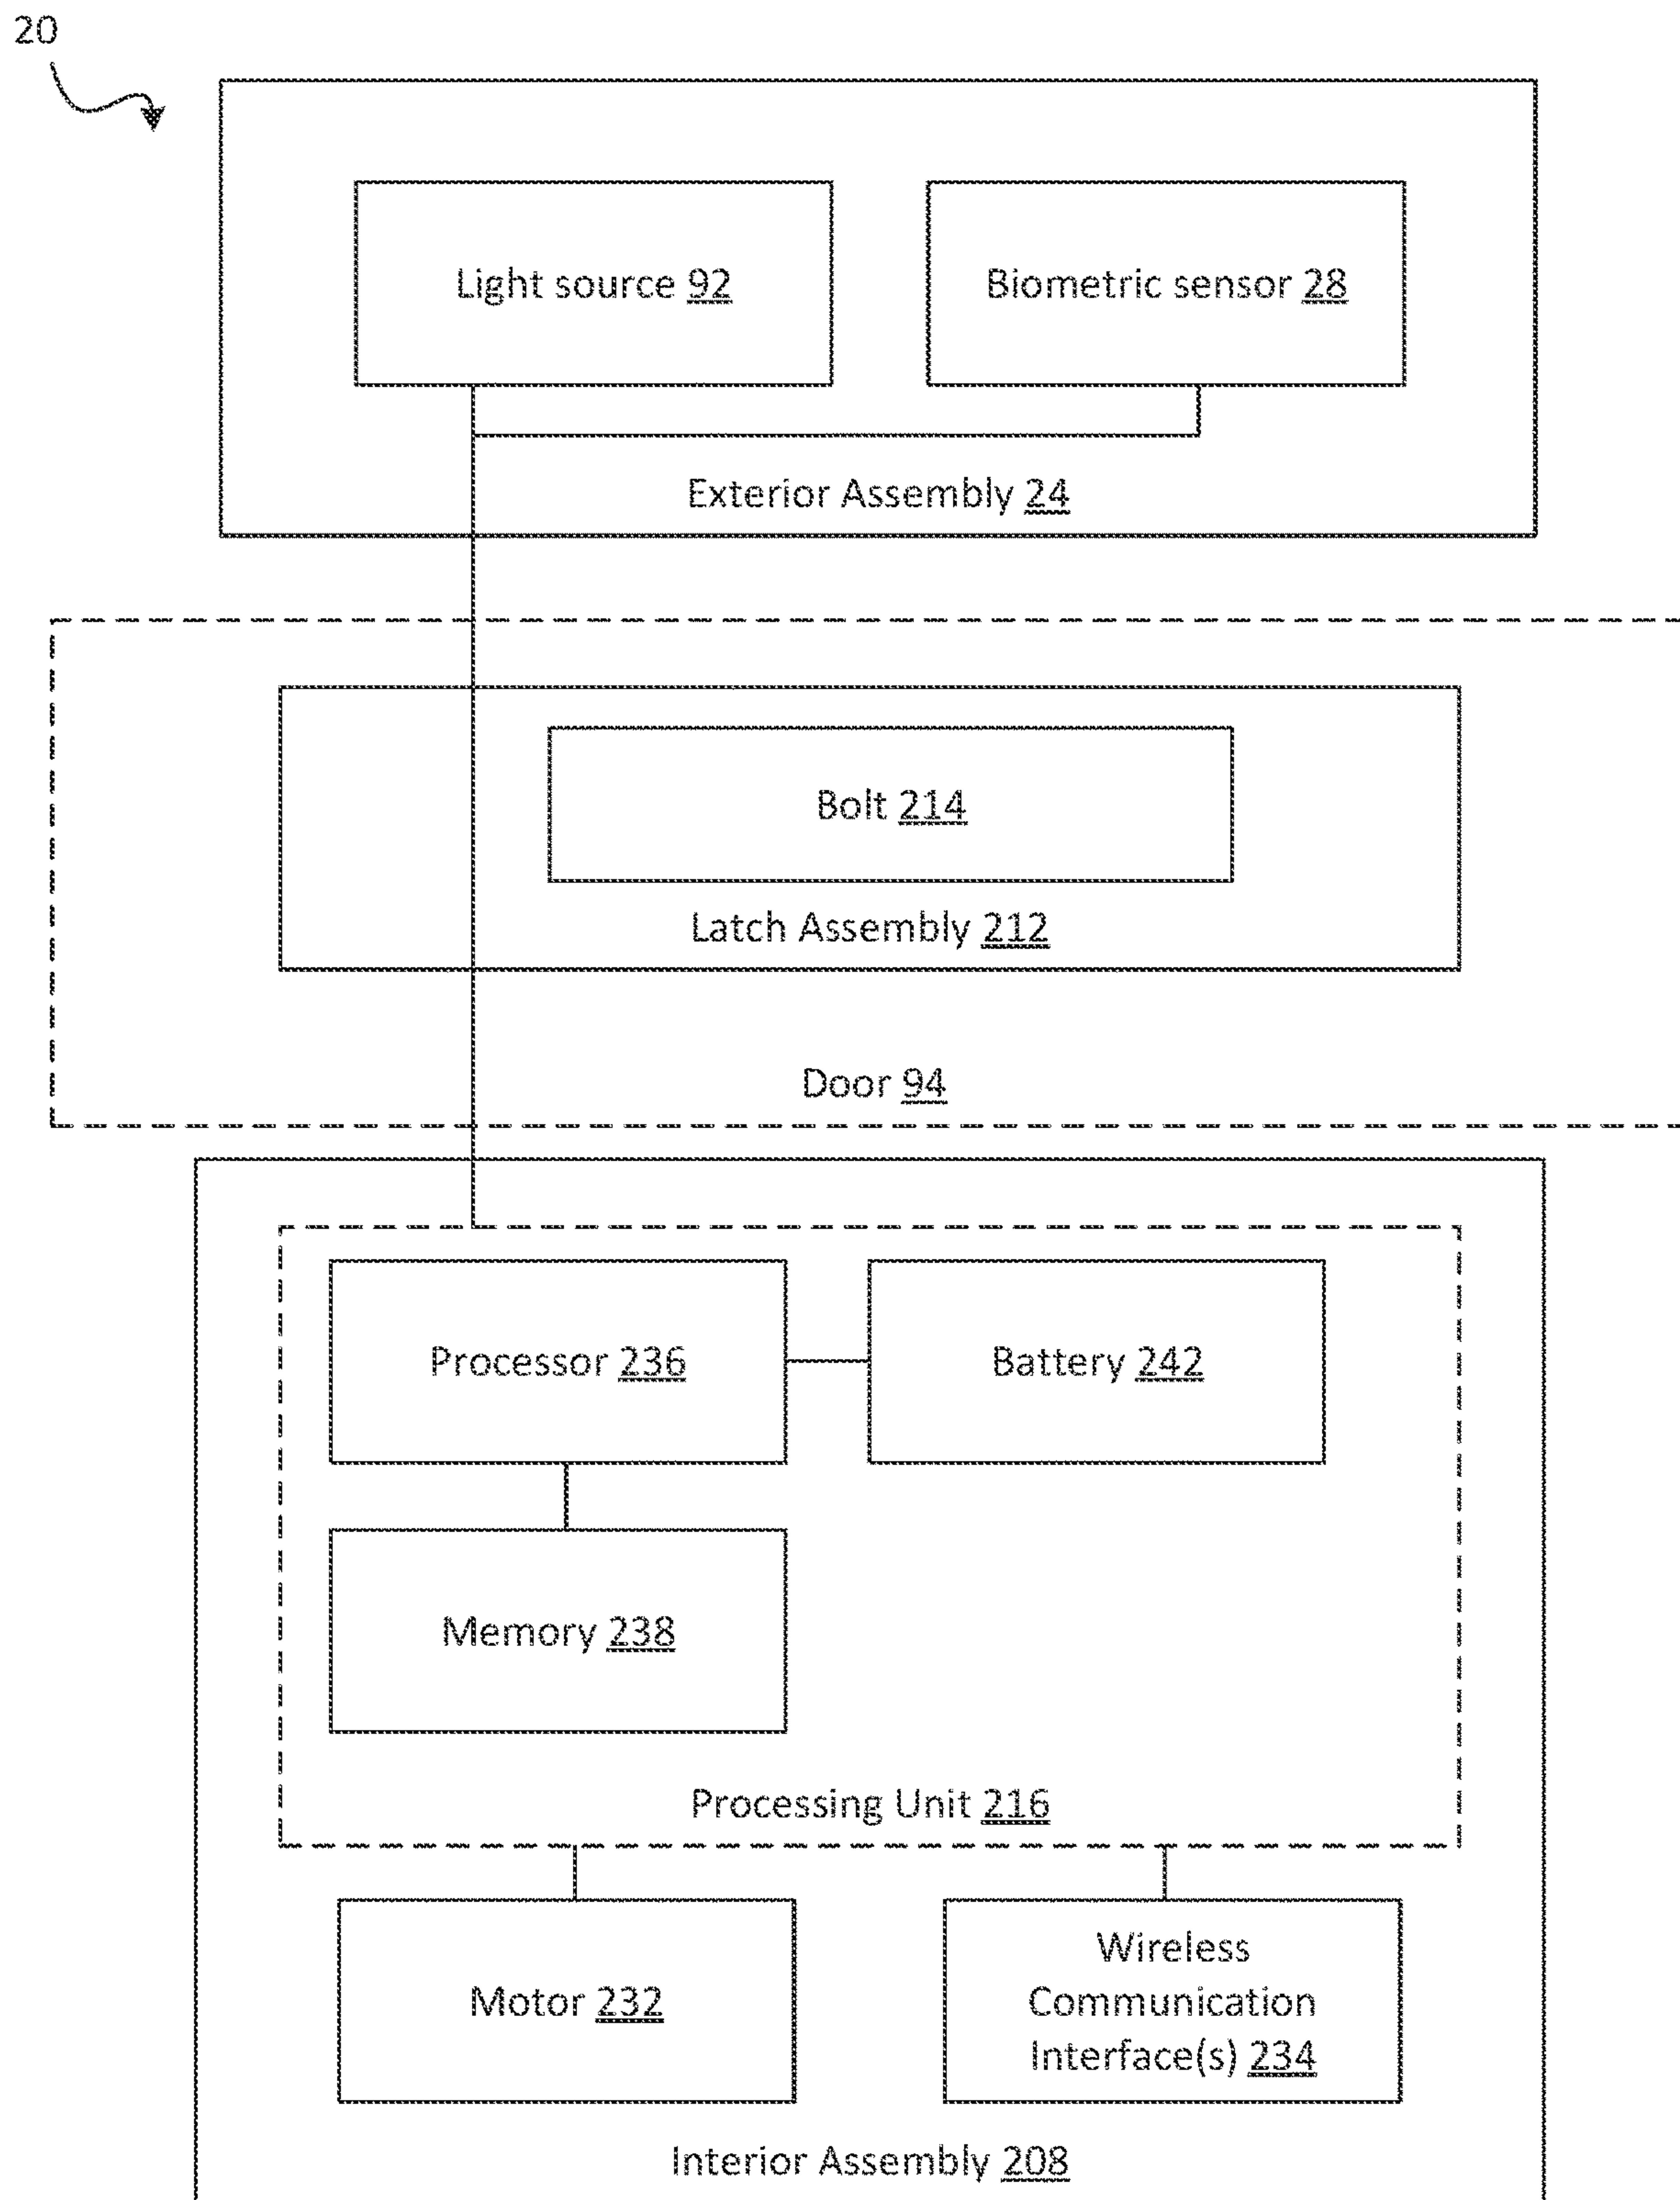 20
Light source 92
Biometric sensor 28
Exterior Assembly 24
Bolt 214
Latch Assembly 212
Door 94
Processor 236
Battery 242
Memory 238
Processing Unit 216
Motor 232
Wireless
Communication
Interface(s) 234
Interior Assembly 208